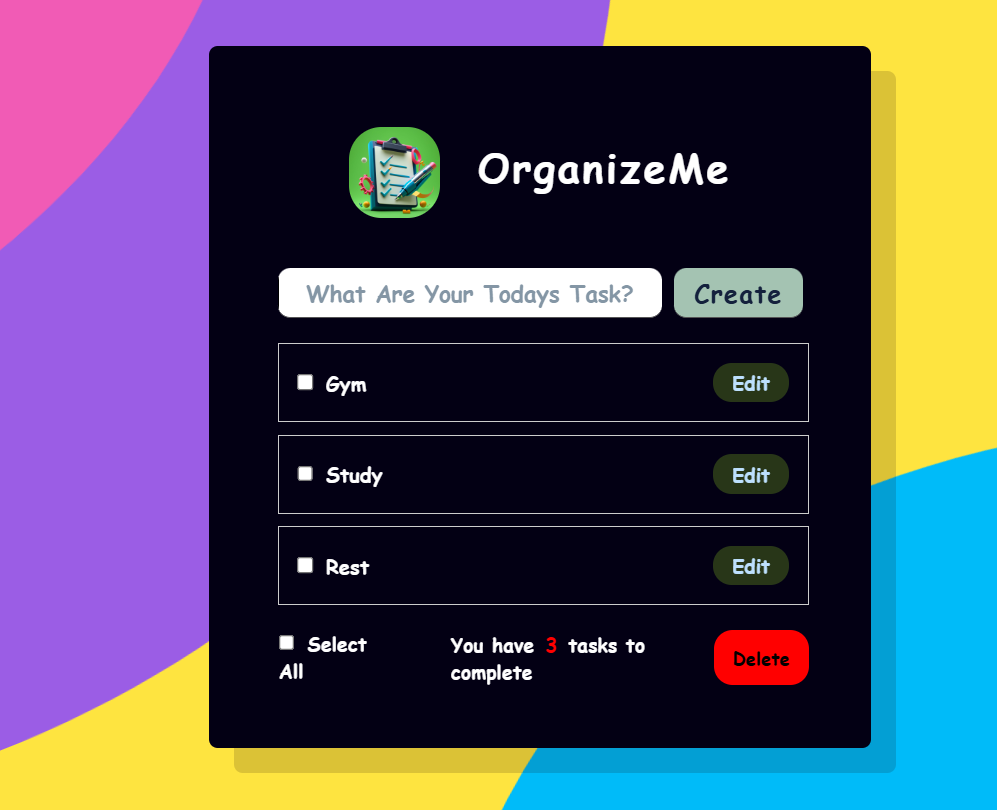 OrganizeMe
What Are Your Todays Task?
Create
Gym
Edit
Study
Edit
Rest
Edit
Select
All
You have 3 tasks to
complete
Delete